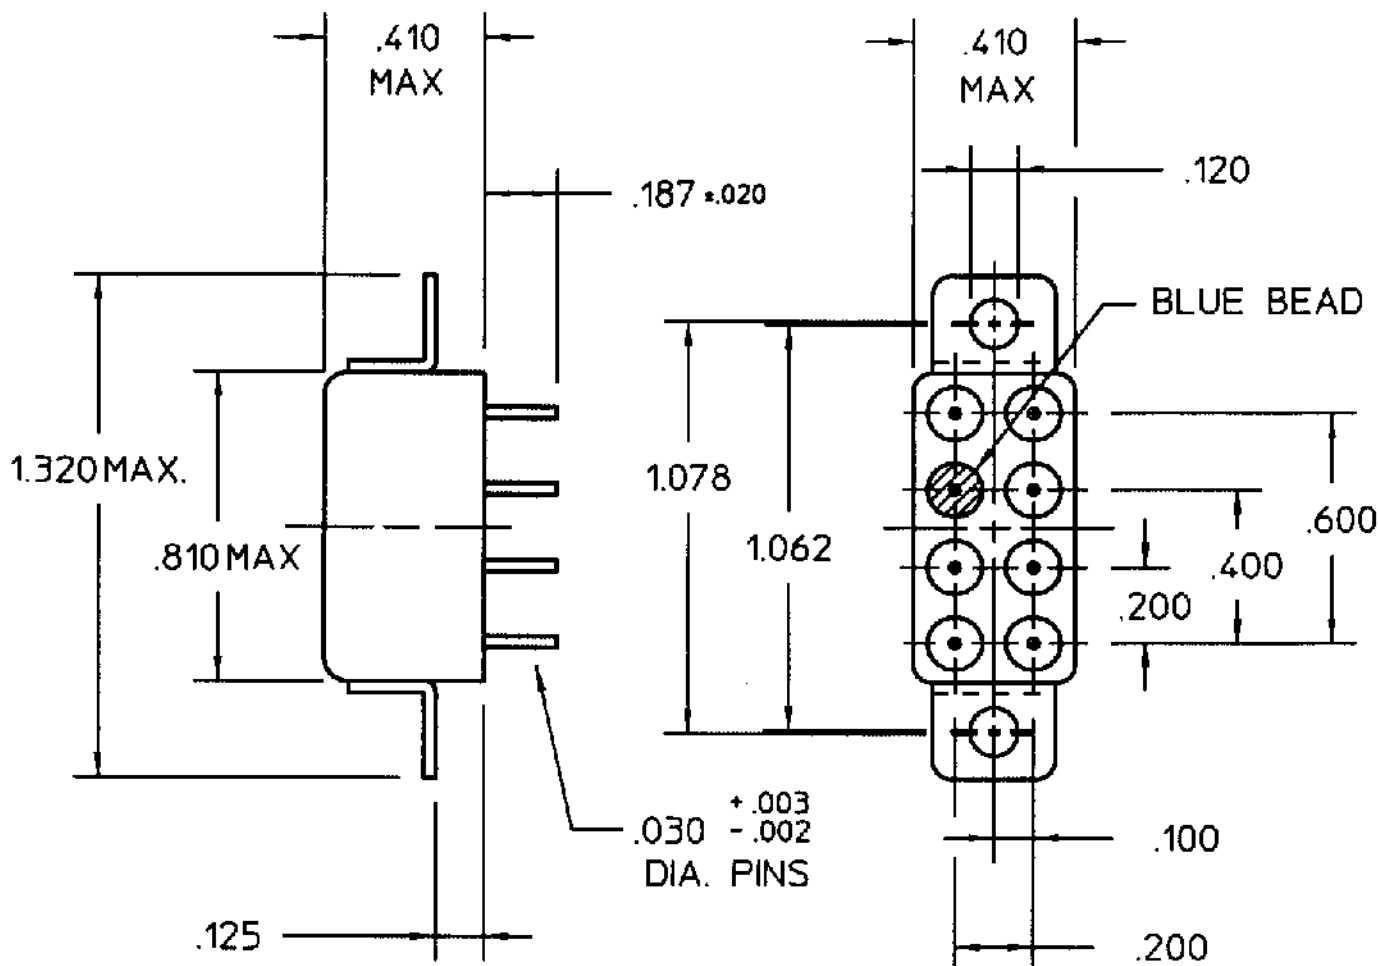 .410
MAX
.410
MAX
.120
.187 ±.020
BLUE BEAD
1.320 MAX.
1.078
.600
1.062
.810 MAX
.400
.200
+ .003
.030 - .002
DIA. PINS
.100
.125
.200